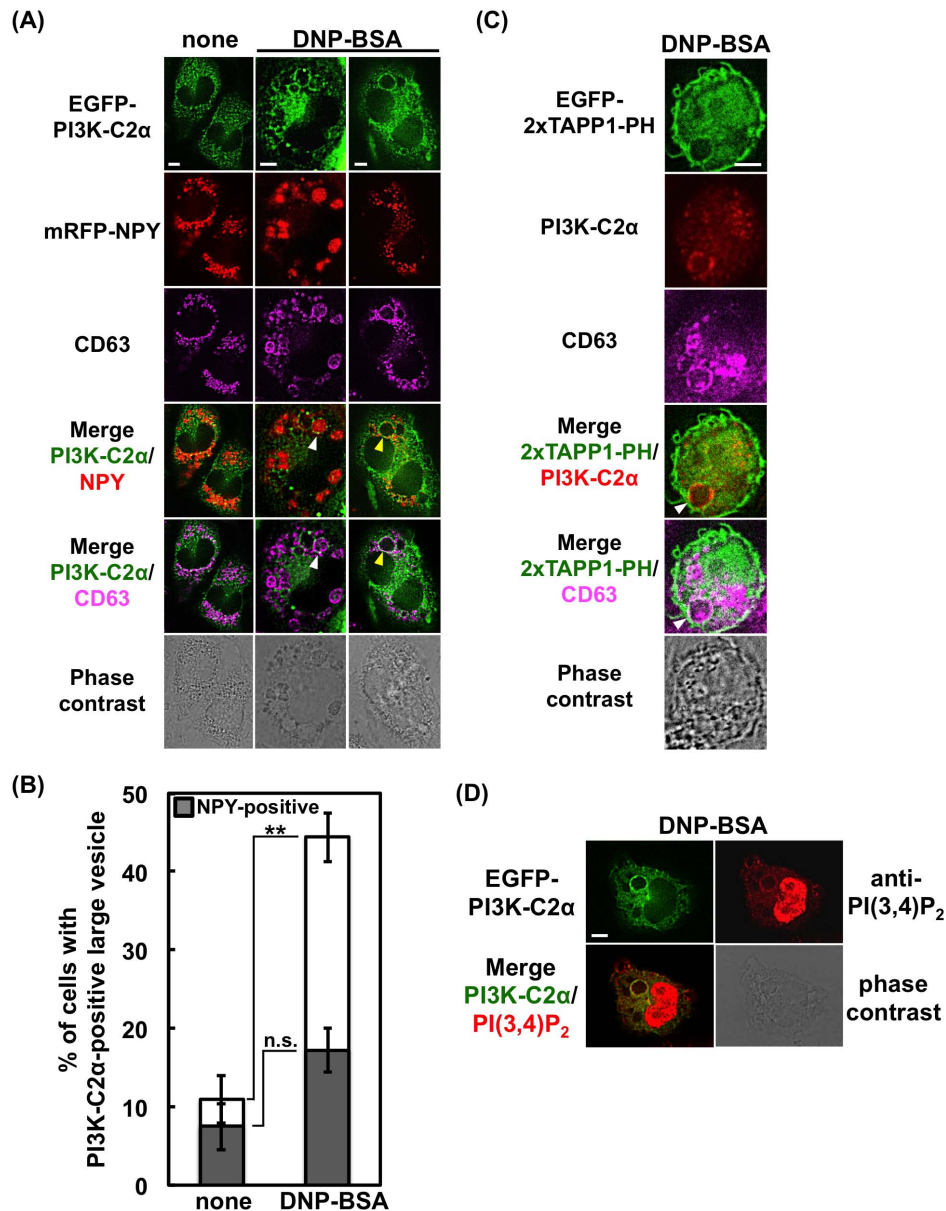 (A)
none
DNP-BSA
EGFP-
PI3K-C2α
mRFP-NPY
CD63
Merge
PI3K-C2α/
NPY
Merge
PI3K-C2α/
CD63
Phase
contrast
(C)
DNP-BSA
EGFP-
2xTAPP1-PH
PI3K-C2α
CD63
Merge
2xTAPP1-PH/
PI3K-C2α
Merge
2xTAPP1-PH/
CD63
Phase
contrast
(B)
% of cells with
PI3K-C2α-positive large vesicle
50
40
30
20
10
0
NPY-positive
**
n.s.
none
DNP-BSA
(D)
DNP-BSA
EGFP-
PI3K-C2α
anti-
PI(3,4)P₂
Merge
PI3K-C2α/
PI(3,4)P₂
phase
contrast